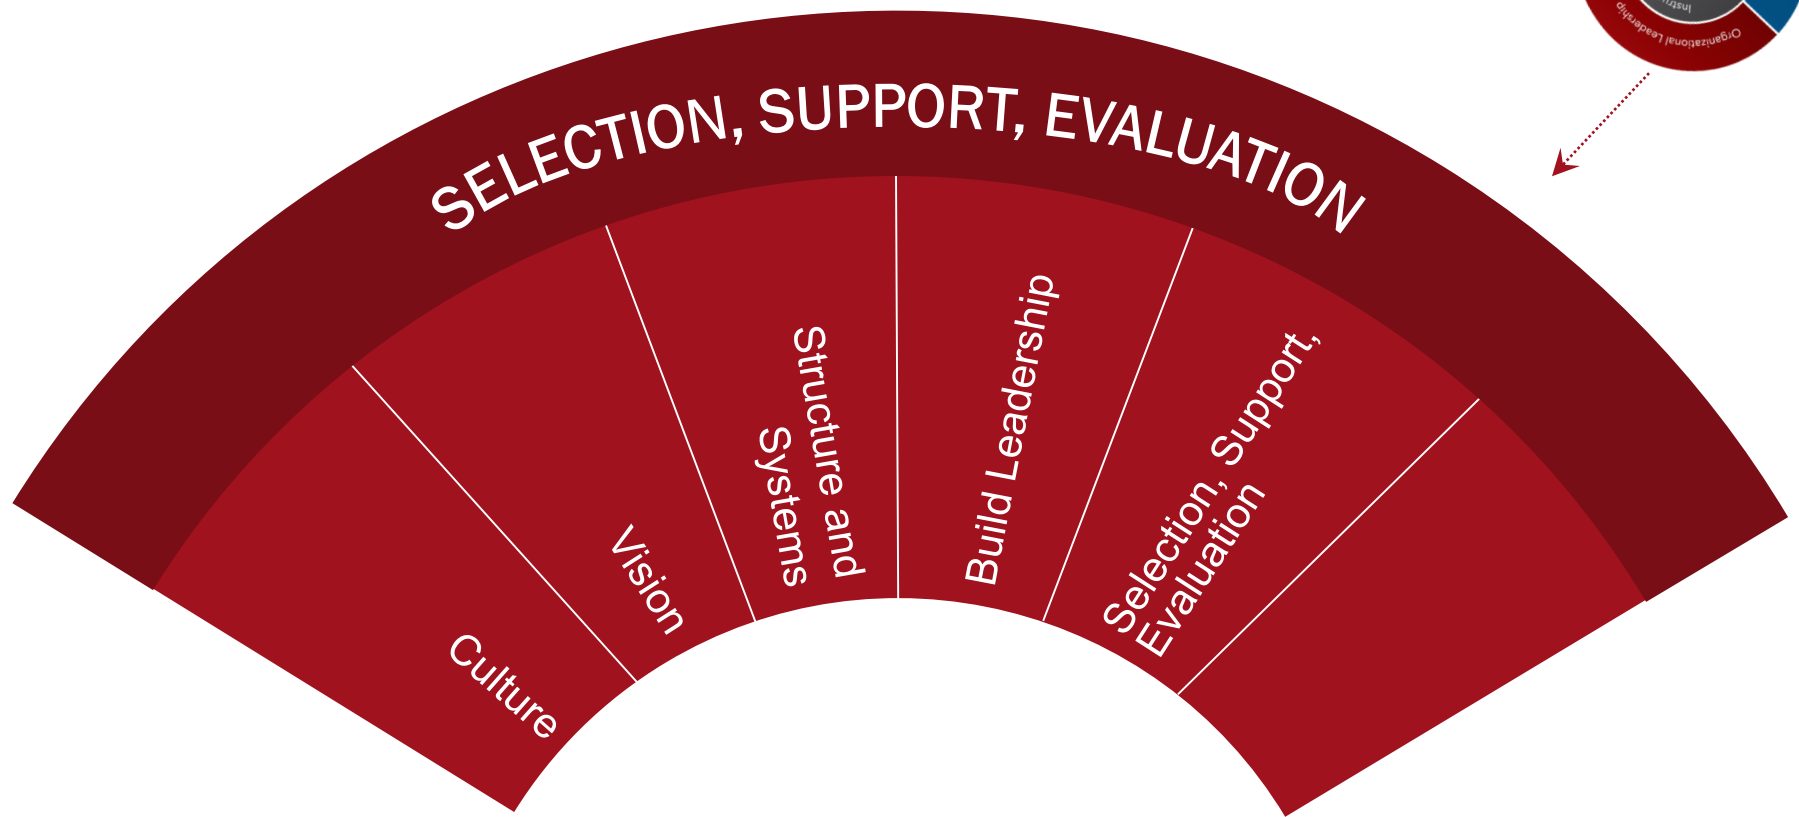 SELECTION, SUPPORT, EVALUATION
Culture
Vision
Structure and
Systems
Build Leadership
Selection, Support,
Evaluation
Organizational Leadership